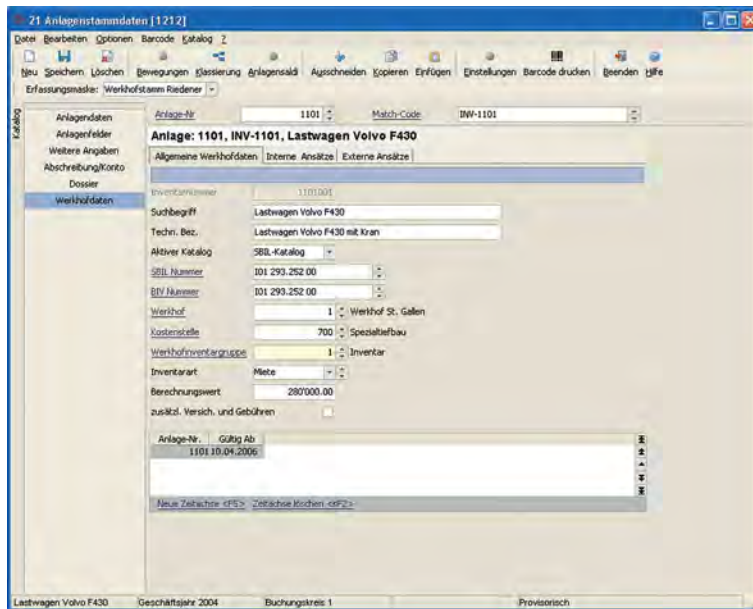 21 Anlagenstammdaten [1212]
Datei Bearbeiten Optionen Barcode Katalog ?
Neu Speichern Löschen Bewegungen Klassierung Anlagensaldi Ausschneiden Kopieren Einfügen Einstellungen Barcode drucken Beenden Hilfe
Erfassungsmaske: Werkhofstamm Riedener
Katalog
Anlagendaten
Anlagenfelder
Weitere Angaben
Abschreibung/Konto
Dossier
Werkhofdaten
Anlage-Nr 1101 Match-Code INV-1101
Anlage: 1101, INV-1101, Lastwagen Volvo F430
Allgemeine Werkhofdaten Interne Ansätze Externe Ansätze
Inventarnummer 1101001
Suchbegriff Lastwagen Volvo F430
Techn. Bez. Lastwagen Volvo F430 mit Kran
Aktiver Katalog SBIL-Katalog
SBIL Nummer I01 293.252 00
BIV Nummer I01 293.252 00
Werkhof 1 Werkhof St. Gallen
Kostenstelle 700 Spezialtiefbau
Werkhofinventargruppe 1 Inventar
Inventarart Miete
Berechnungswert 280'000.00
zusätzl. Versich. und Gebühren
Anlage-Nr. Gültig Ab
1101 10.04.2006
Neue Zeitachse <F5> Zeitachse löschen <F2>
Lastwagen Volvo F430 Geschäftsjahr 2004 Buchungskreis 1 Provisorisch